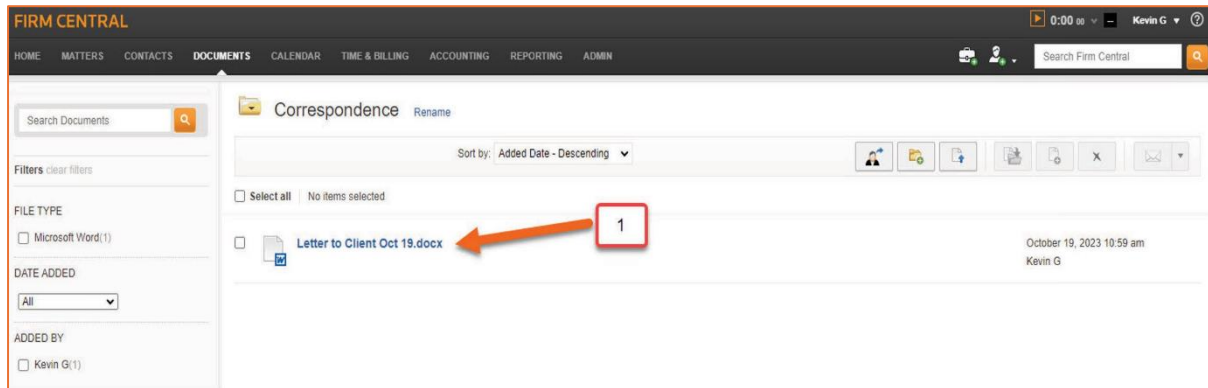 FIRM CENTRAL
0:00 00
Kevin G
?
HOME MATTERS CONTACTS DOCUMENTS CALENDAR TIME & BILLING ACCOUNTING REPORTING ADMIN
Search Firm Central
Search Documents
Correspondence Rename
Sort by: Added Date - Descending
x
Filters clear filters
Select all No items selected
FILE TYPE
Microsoft Word(1)
1
Letter to Client Oct 19.docx
W
October 19, 2023 10:59 am
Kevin G
DATE ADDED
All
ADDED BY
Kevin G(1)